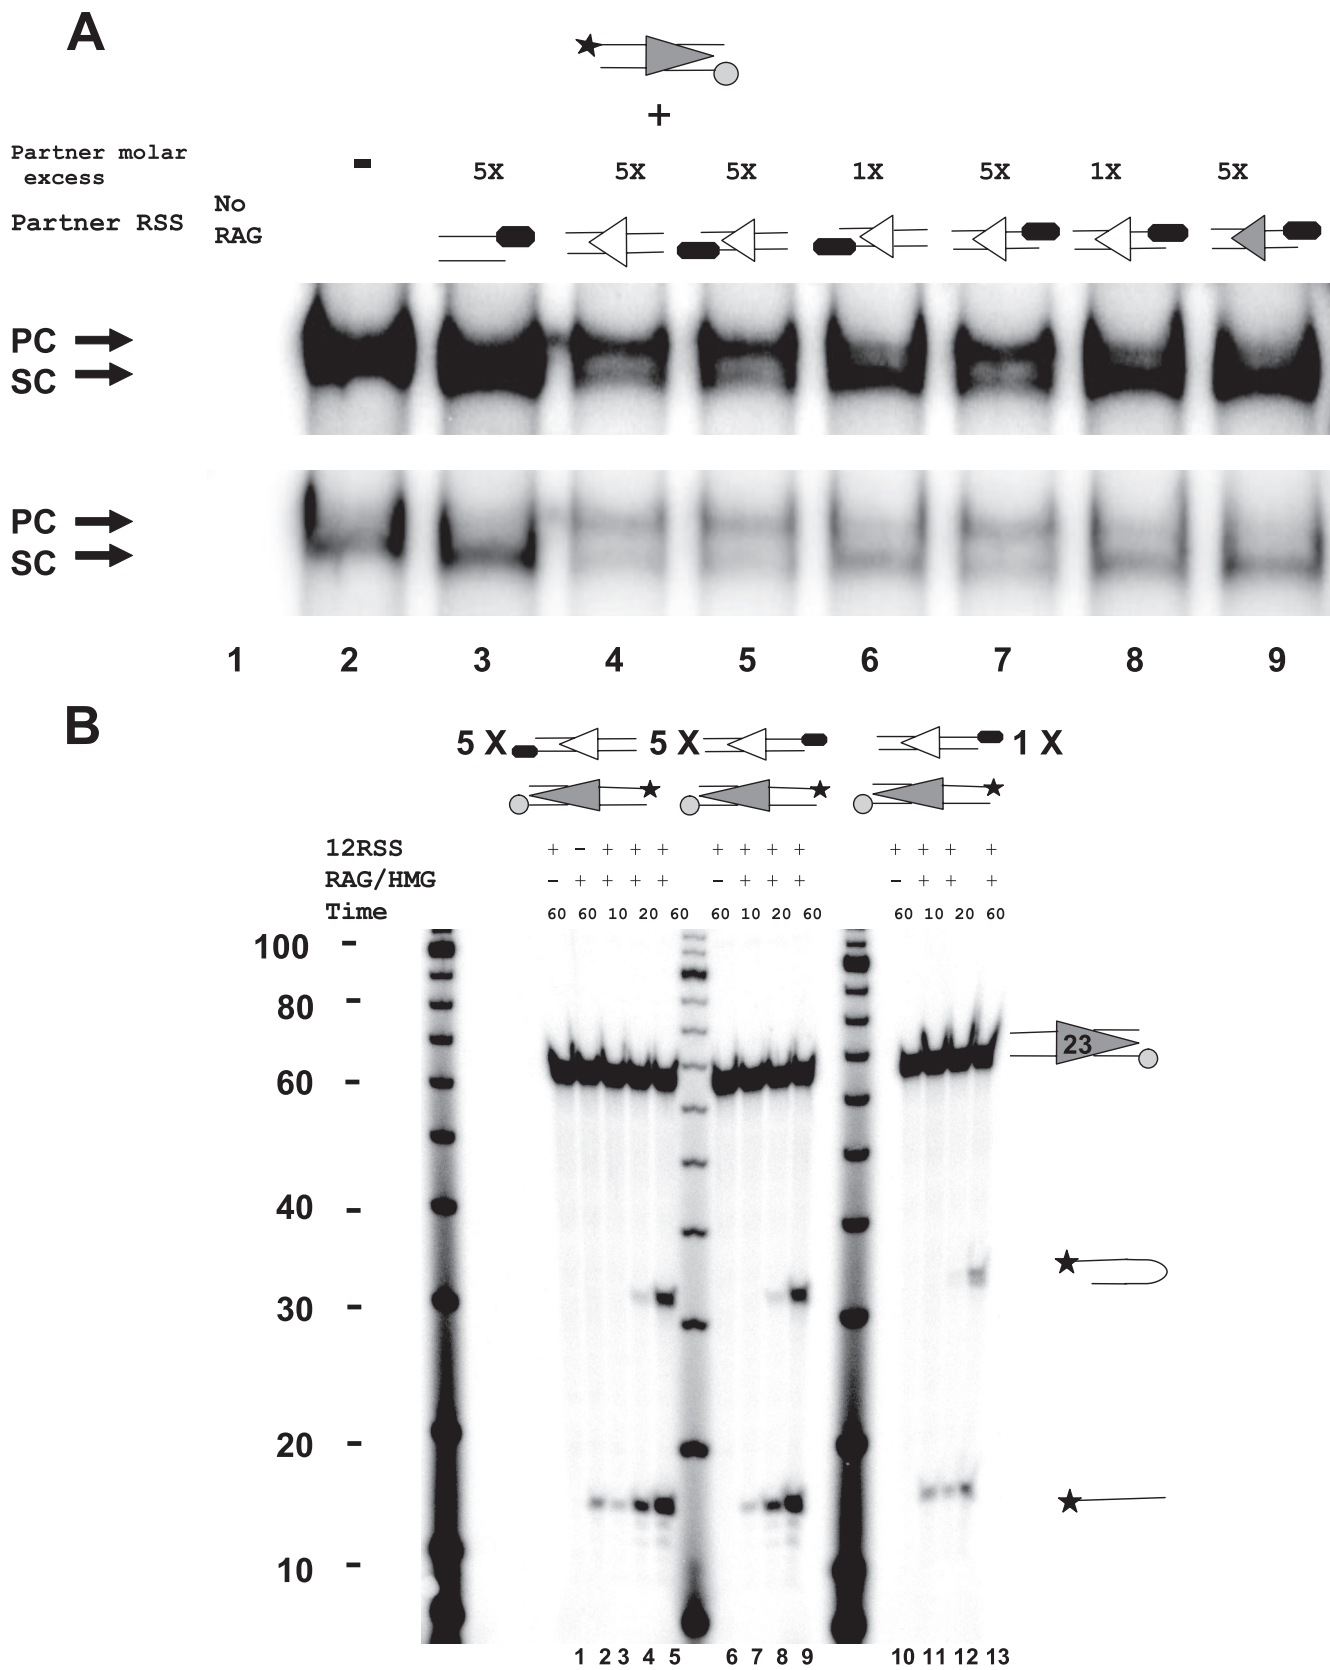 A
+
Partner molar
excess
- 5X 5X 5X 1X 5X 1X 5X
Partner RSS
No
RAG
PC
SC
PC
SC
1 2 3 4 5 6 7 8 9
B
5 X 5 X 1 X
12RSS + - + + + + + + + + + + +
RAG/HMG - + + + + - + + + - + + +
Time 60 60 10 20 60 60 10 20 60 60 10 20 60
100 -
80 -
23
60 -
40 -
30 -
20 -
10 -
1 2 3 4 5 6 7 8 9 10 11 12 13